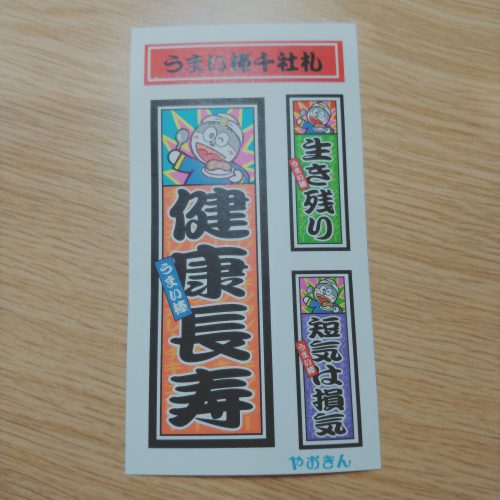 うまい棒千社札
健康長寿
うまい棒
生き残り
うまい棒
短気は損気
うまい棒
やおきん